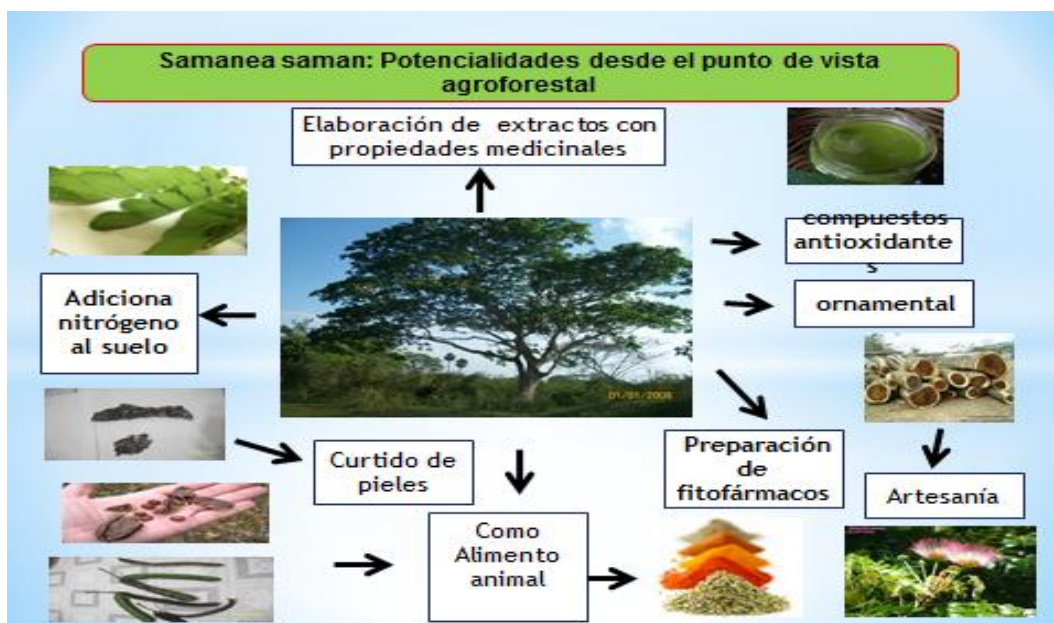 Samanea saman: Potencialidades desde el punto de vista
agroforestal
Elaboración de extractos con
propiedades medicinales
compuestos
antioxidante
s
ornamental
Adiciona
nitrógeno
al suelo
01/01/2008
Curtido de
pieles
Preparación
de
fitofármacos
Artesanía
Como
Alimento
animal